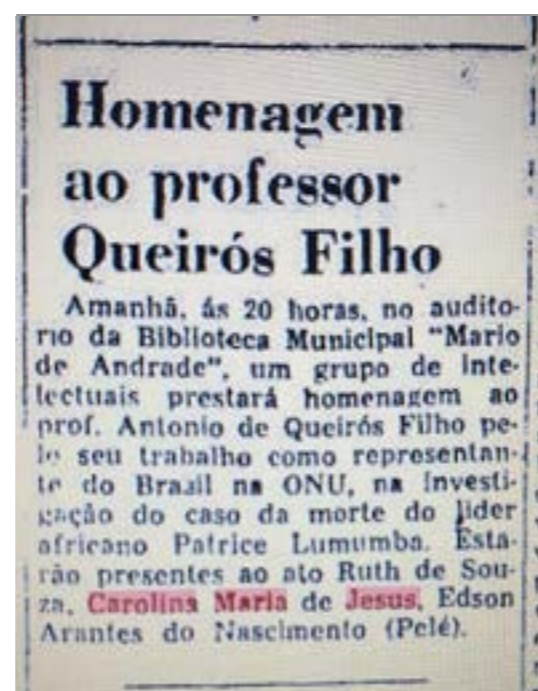 Homenagem
ao professor
Queirós Filho
Amanhã, ás 20 horas, no audito-
rio da Biblioteca Municipal "Mario
de Andrade", um grupo de inte-
lectuais prestará homenagem ao
prof. Antonio de Queirós Filho pe-
lo seu trabalho como representan-
te do Brasil na ONU, na investi-
gação do caso da morte do lider
africano Patrice Lumumba. Esta-
rão presentes ao ato Ruth de Sou-
za, Carolina Maria de Jesus, Edson
Arantes do Nascimento (Pelé).